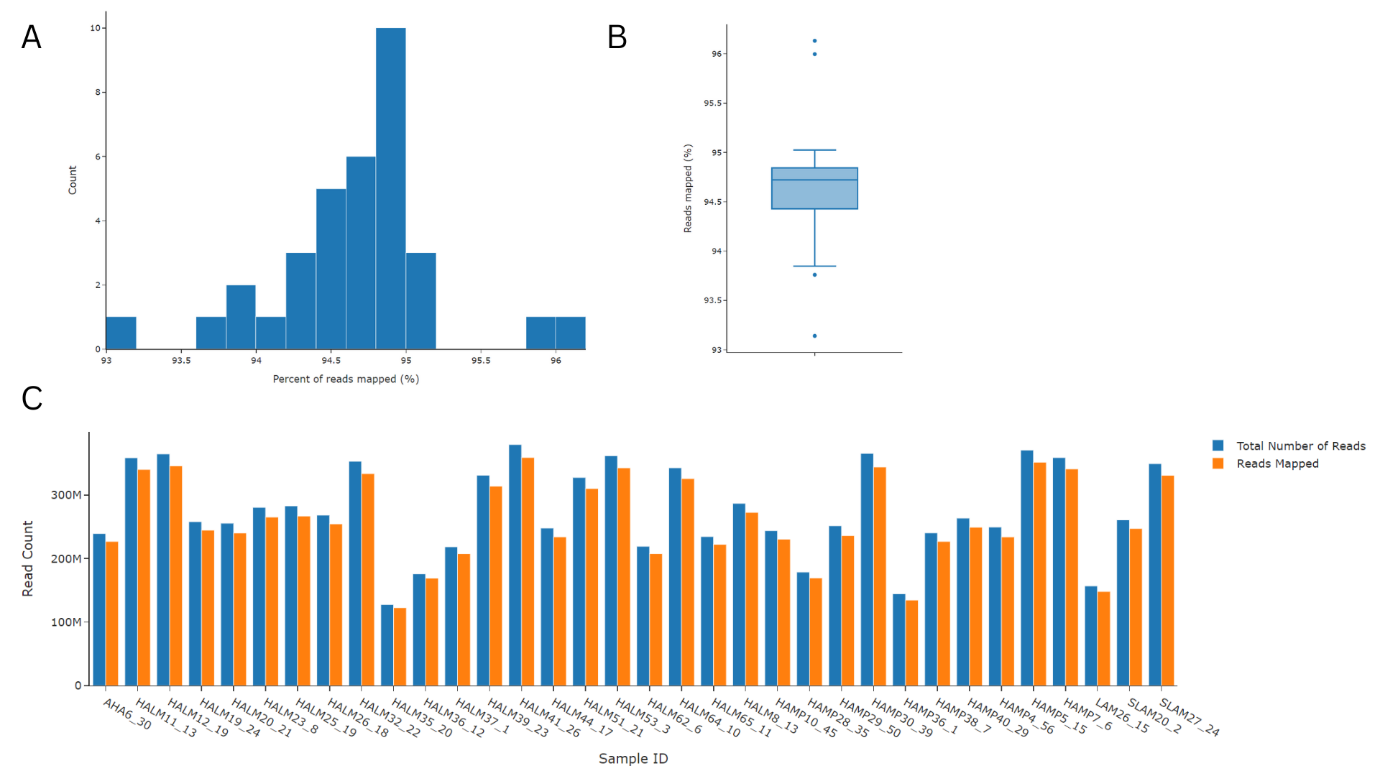 A
10
8
6
4
2
0
Count
93
93.5
94
94.5
95
95.5
96
Percent of reads mapped (%)
B
96
95.5
95
94.5
94
93.5
93
Reads mapped (%)
C
Total Number of Reads
Reads Mapped
300M
200M
100M
0
Read Count
AHA6_30
HALM11_13
HALM12_19
HALM19_24
HALM20_21
HALM23_8
HALM25_19
HALM26_18
HALM32_22
HALM35_20
HALM36_12
HALM37_1
HALM39_23
HALM41_26
HALM44_17
HALM51_21
HALM53_3
HALM62_6
HALM64_10
HALM65_11
HALM8_13
HAMP10_45
HAMP28_35
HAMP29_50
HAMP30_39
HAMP36_1
HAMP38_7
HAMP40_29
HAMP4_56
HAMP5_15
HAMP7_6
LAM26_15
SLAM20_2
SLAM27_24
Sample ID